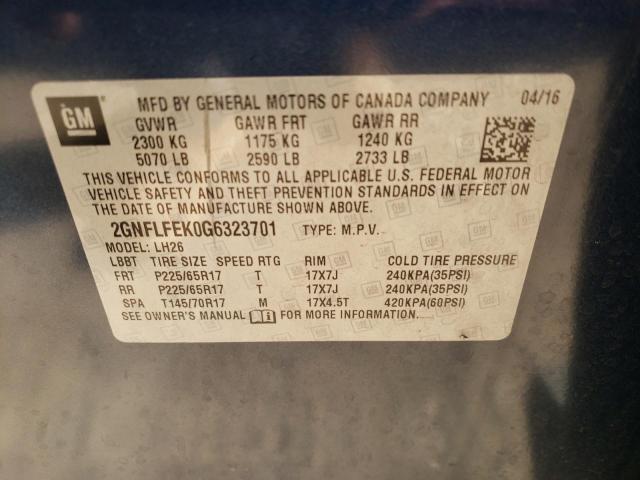 GM
MFD BY GENERAL MOTORS OF CANADA COMPANY 04/16
GVWR GAWR FRT GAWR RR
2300 KG 1175 KG 1240 KG
5070 LB 2590 LB 2733 LB
THIS VEHICLE CONFORMS TO ALL APPLICABLE U.S. FEDERAL MOTOR
VEHICLE SAFETY AND THEFT PREVENTION STANDARDS IN EFFECT ON
THE DATE OF MANUFACTURE SHOWN ABOVE.
2GNFLFEK0G6323701 TYPE: M.P.V.
MODEL: LH26
LBBT TIRE SIZE SPEED RTG RIM COLD TIRE PRESSURE
FRT P225/65R17 T 17X7J 240KPA(35PSI)
RR P225/65R17 T 17X7J 240KPA(35PSI)
SPA T145/70R17 M 17X4.5T 420KPA(60PSI)
SEE OWNER'S MANUAL FOR MORE INFORMATION.